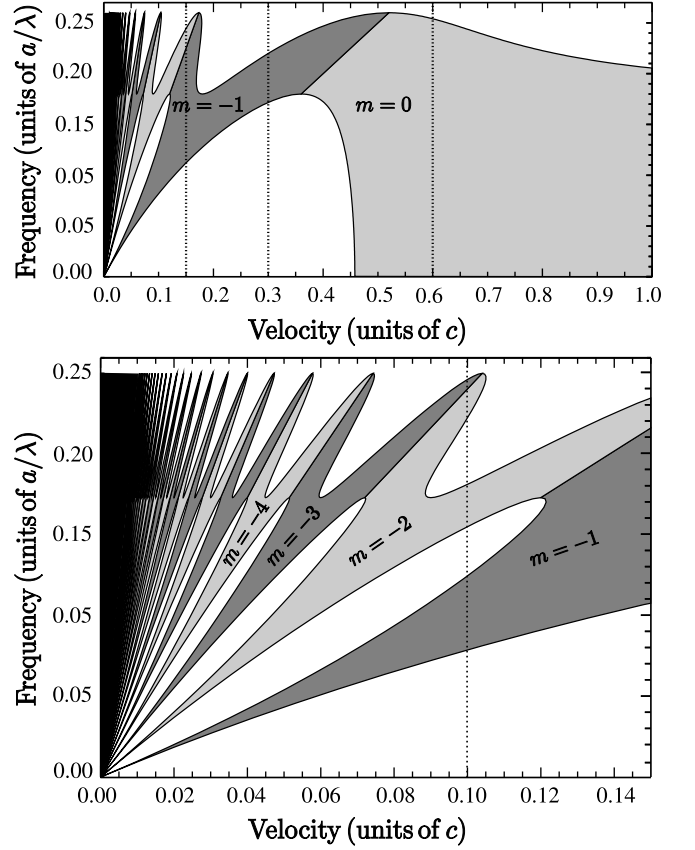 Frequency (units of a/λ)
0.25
0.20
0.15
0.05
0.05
0.00
m = −1
m = 0
0.0 0.1 0.2 0.3 0.4 0.5 0.6 0.7 0.8 0.9 1.0
Velocity (units of c)
Frequency (units of a/λ)
0.25
0.20
0.15
0.05
0.05
0.00
m = −4
m = −3
m = −2
m = −1
0.00 0.02 0.04 0.06 0.08 0.10 0.12 0.14
Velocity (units of c)